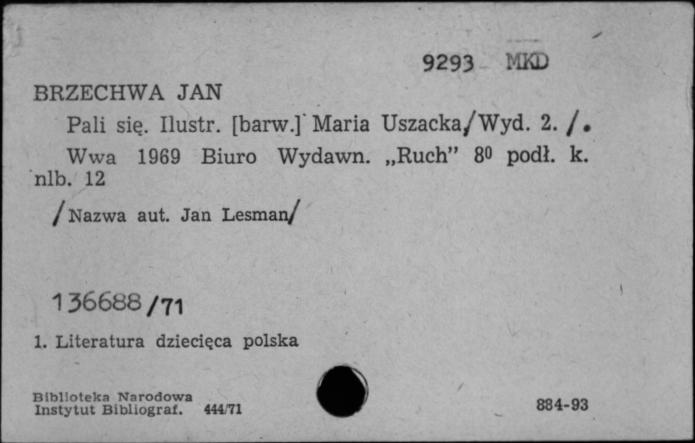 9293 MKD
BRZECHWA JAN
Pali się. Ilustr. [barw.] Maria Uszacka/Wyd. 2. /.
Wwa 1969 Biuro Wydawn. „Ruch” 8⁰ podł. k.
nlb. 12
/Nazwa aut. Jan Lesman/
136688/71
1. Literatura dziecięca polska
Biblioteka Narodowa
Instytut Bibliograf. 444/71
884-93